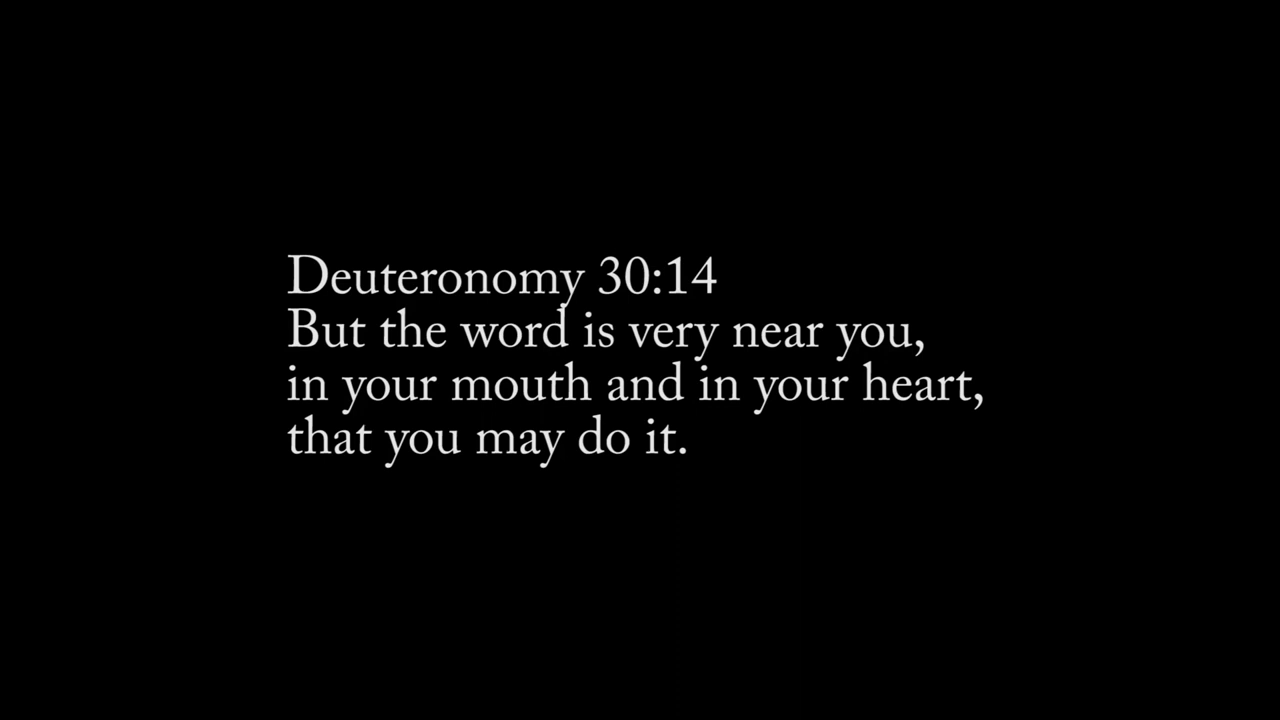 Deuteronomy 30:14
But the word is very near you,
in your mouth and in your heart,
that you may do it.